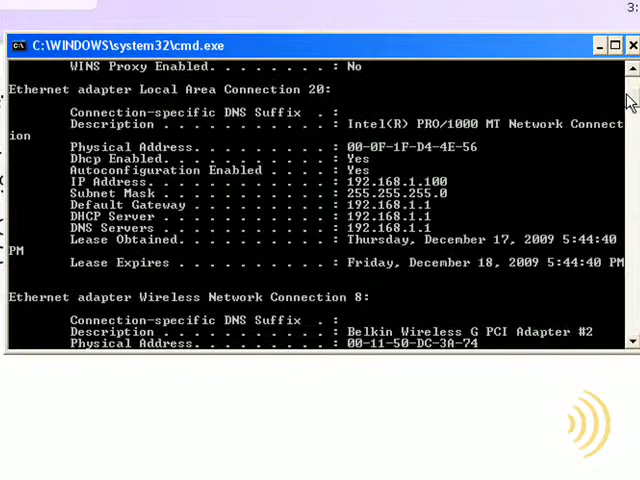 3:
C:\WINDOWS\system32\cmd.exe
WINS Proxy Enabled. . . . . . . . : No
Ethernet adapter Local Area Connection 20:
Connection-specific DNS Suffix  . :
Description . . . . . . . . . . . : Intel(R) PRO/1000 MT Network Connect
ion
Physical Address. . . . . . . . . : 00-0F-1F-D4-4E-56
Dhcp Enabled. . . . . . . . . . . : Yes
Autoconfiguration Enabled . . . . : Yes
IP Address. . . . . . . . . . . . : 192.168.1.100
Subnet Mask . . . . . . . . . . . : 255.255.255.0
Default Gateway . . . . . . . . . : 192.168.1.1
DHCP Server . . . . . . . . . . . : 192.168.1.1
DNS Servers . . . . . . . . . . . : 192.168.1.1
Lease Obtained. . . . . . . . . . : Thursday, December 17, 2009 5:44:40
PM
Lease Expires . . . . . . . . . . : Friday, December 18, 2009 5:44:40 PM
Ethernet adapter Wireless Network Connection 8:
Connection-specific DNS Suffix  . :
Description . . . . . . . . . . . : Belkin Wireless G PCI Adapter #2
Physical Address. . . . . . . . . : 00-11-50-DC-3A-74